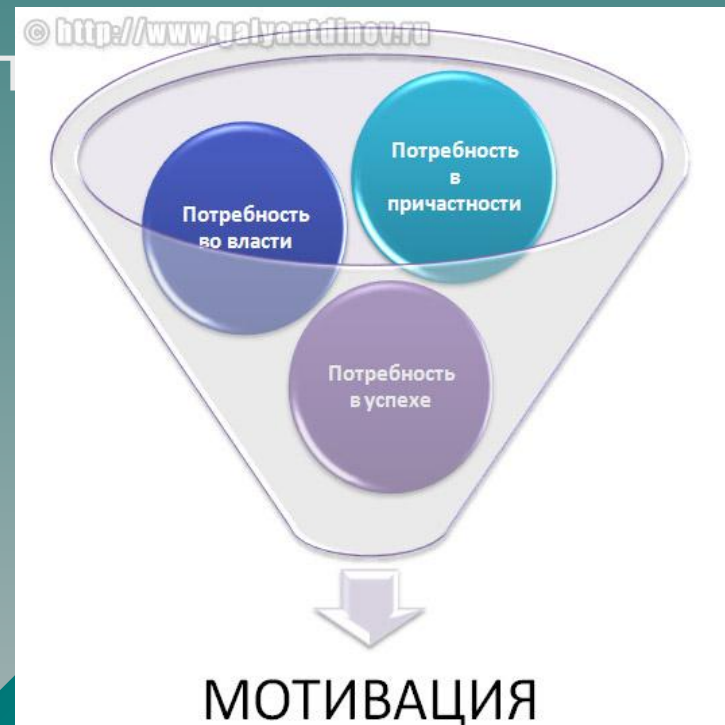 © http://www.galyautdinov.ru
Потребность
во власти
Потребность
в
причастности
Потребность
в успехе
МОТИВАЦИЯ